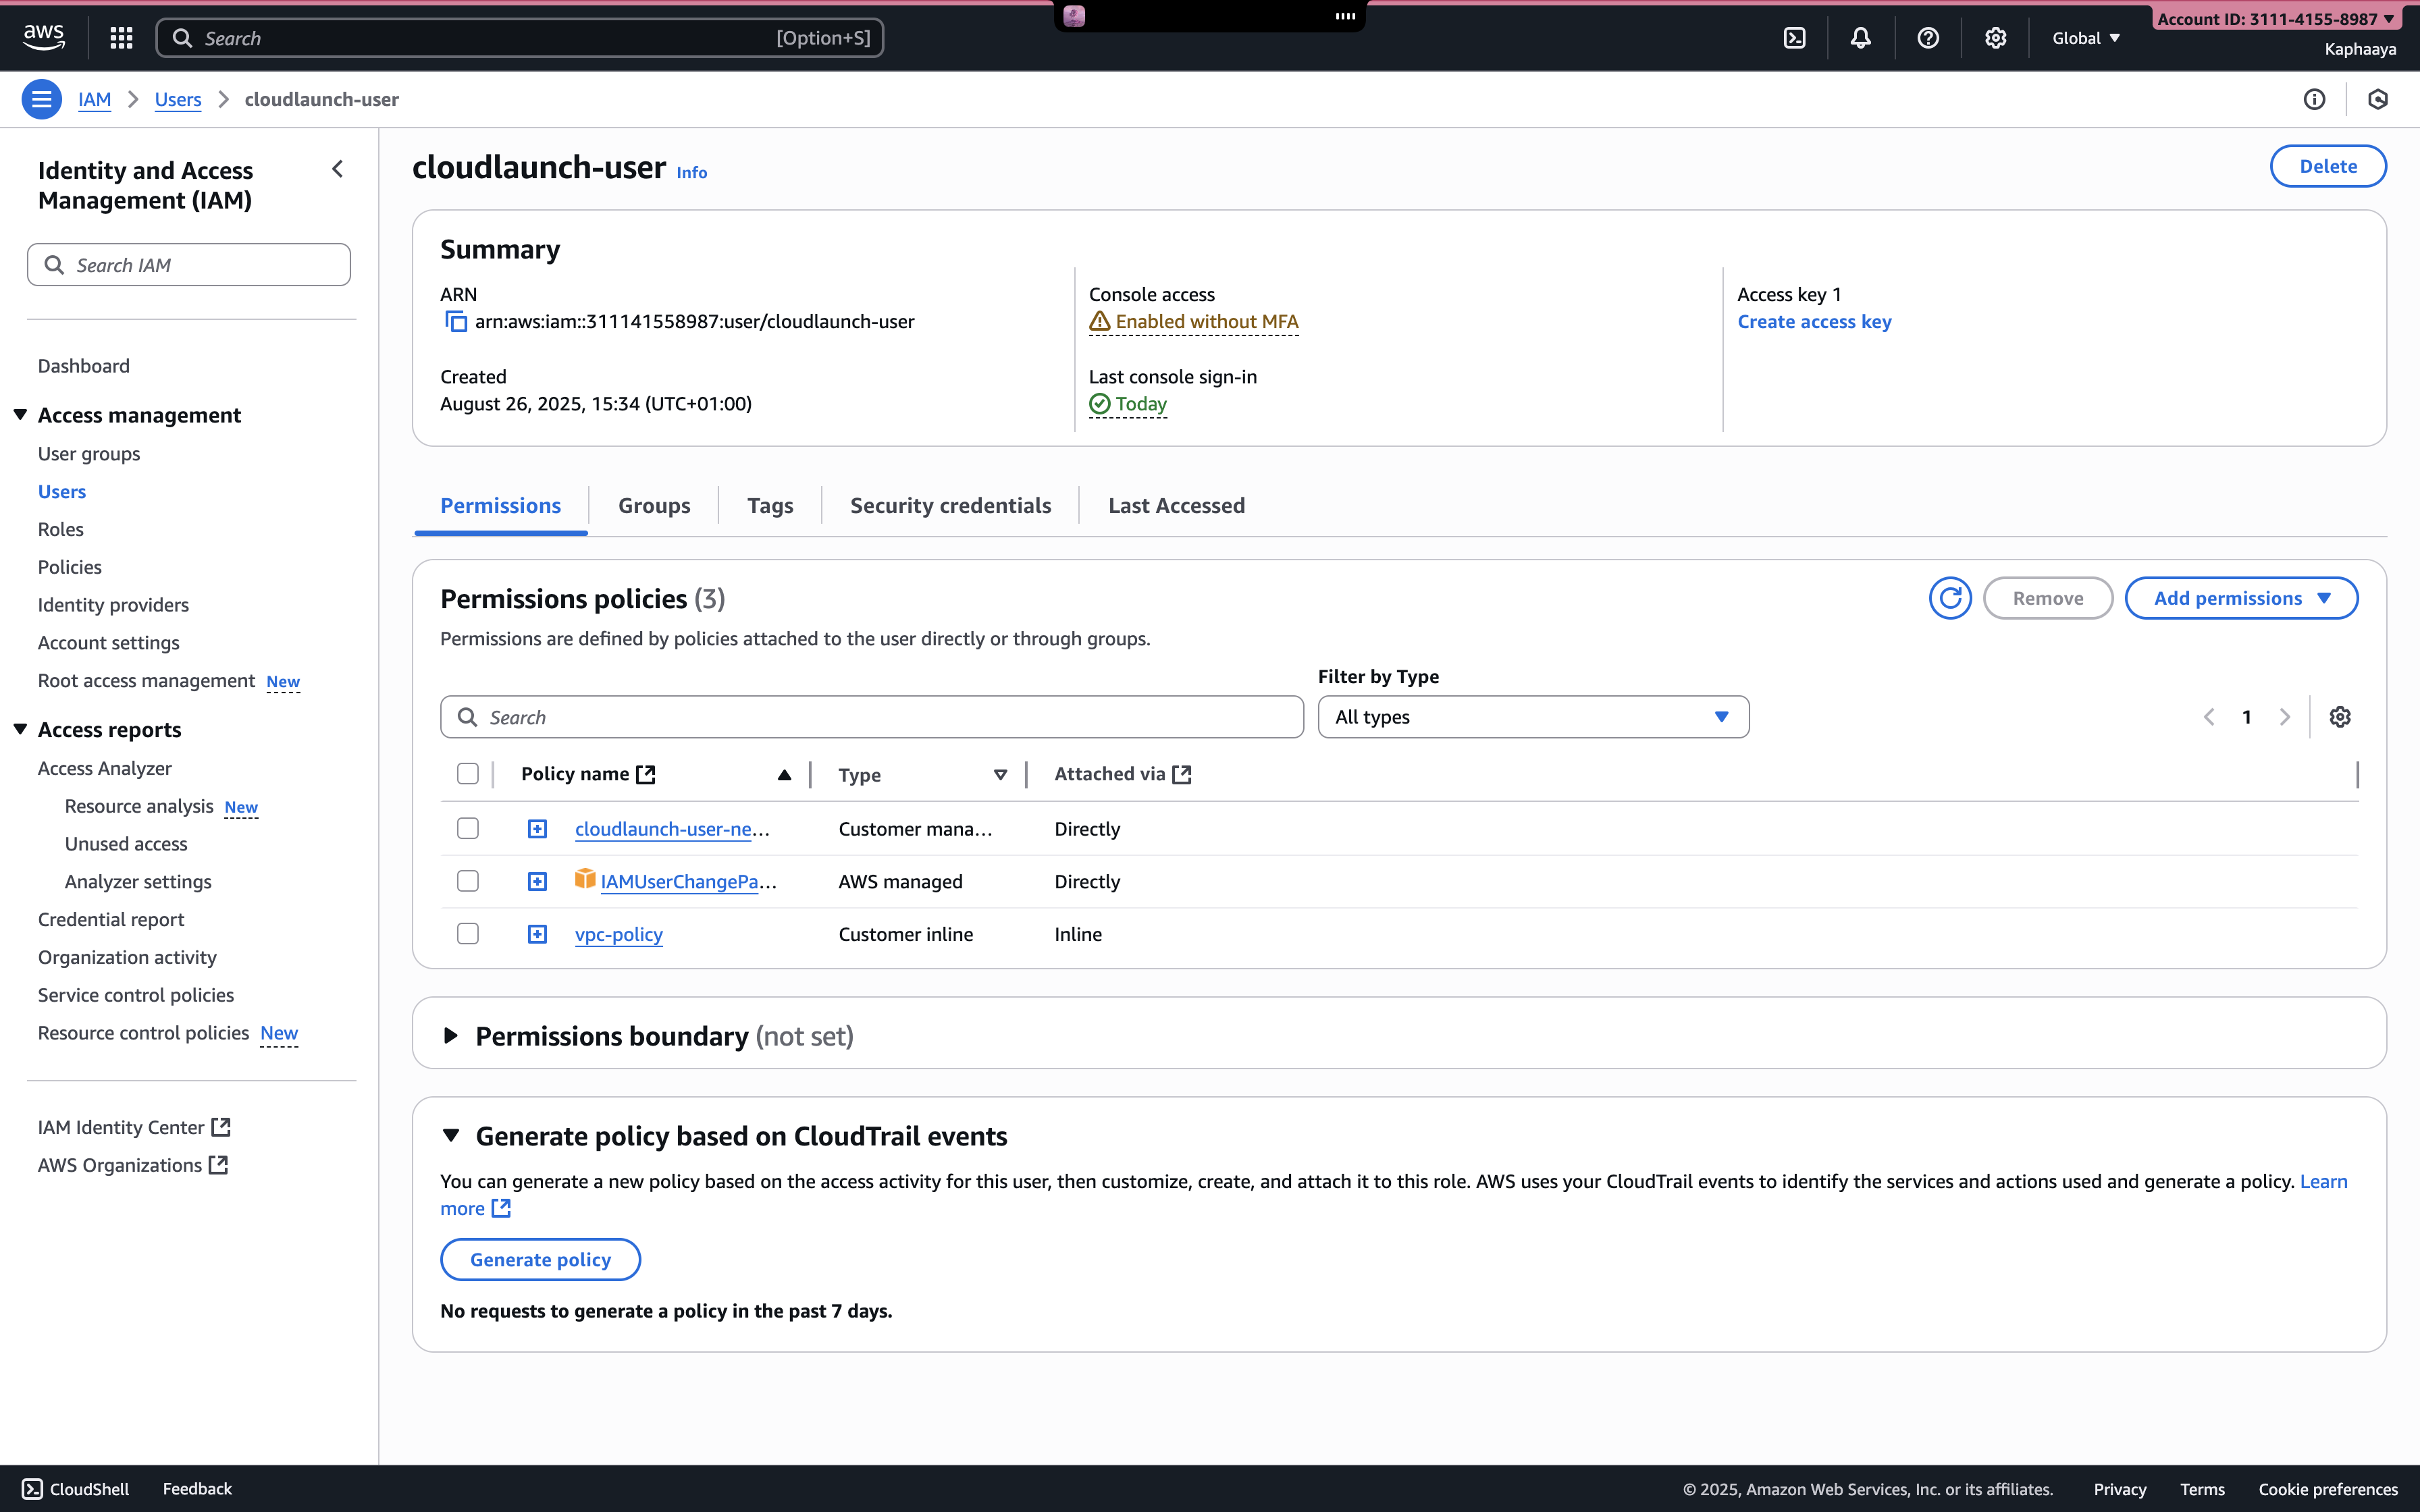 aws
Search [Option+S]
Global
Account ID: 3111-4155-8987
Kaphaaya
IAM
Users
cloudlaunch-user
Identity and Access
Management (IAM)
Search IAM
Dashboard
Access management
User groups
Users
Roles
Policies
Identity providers
Account settings
Root access management New
Access reports
Access Analyzer
Resource analysis New
Unused access
Analyzer settings
Credential report
Organization activity
Service control policies
Resource control policies New
IAM Identity Center
AWS Organizations
cloudlaunch-user Info
Delete
Summary
ARN
arn:aws:iam::311141558987:user/cloudlaunch-user
Created
August 26, 2025, 15:34 (UTC+01:00)
Console access
Enabled without MFA
Last console sign-in
Today
Access key 1
Create access key
Permissions Groups Tags Security credentials Last Accessed
Permissions policies (3)
Remove
Add permissions
Permissions are defined by policies attached to the user directly or through groups.
Filter by Type
Search
All types
1
Policy name Type Attached via
cloudlaunch-user-ne... Customer mana... Directly
IAMUserChangePa... AWS managed Directly
vpc-policy Customer inline Inline
Permissions boundary (not set)
Generate policy based on CloudTrail events
You can generate a new policy based on the access activity for this user, then customize, create, and attach it to this role. AWS uses your CloudTrail events to identify the services and actions used and generate a policy. Learn
more
Generate policy
No requests to generate a policy in the past 7 days.
CloudShell Feedback © 2025, Amazon Web Services, Inc. or its affiliates. Privacy Terms Cookie preferences